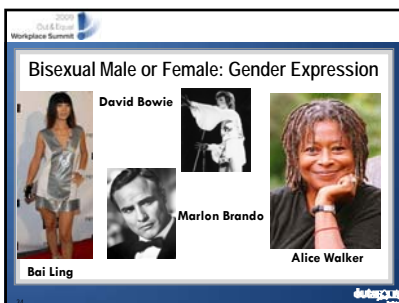 2009
Out & Equal
Workplace Summit
Bisexual Male or Female: Gender Expression
David Bowie
Marlon Brando
Alice Walker
Bai Ling